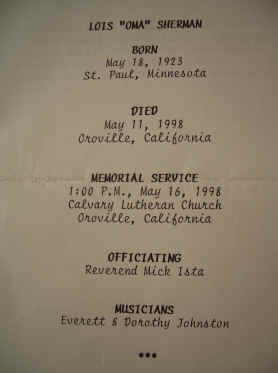 LOIS "OMA" SHERMAN
BORN
May 18, 1923
St. Paul, Minnesota
DIED
May 11, 1998
Oroville, California
MEMORIAL SERVICE
1:00 P.M., May 16, 1998
Calvary Lutheran Church
Oroville, California
OFFICIATING
Reverend Mick Ista
MUSICIANS
Everett & Dorothy Johnston
***